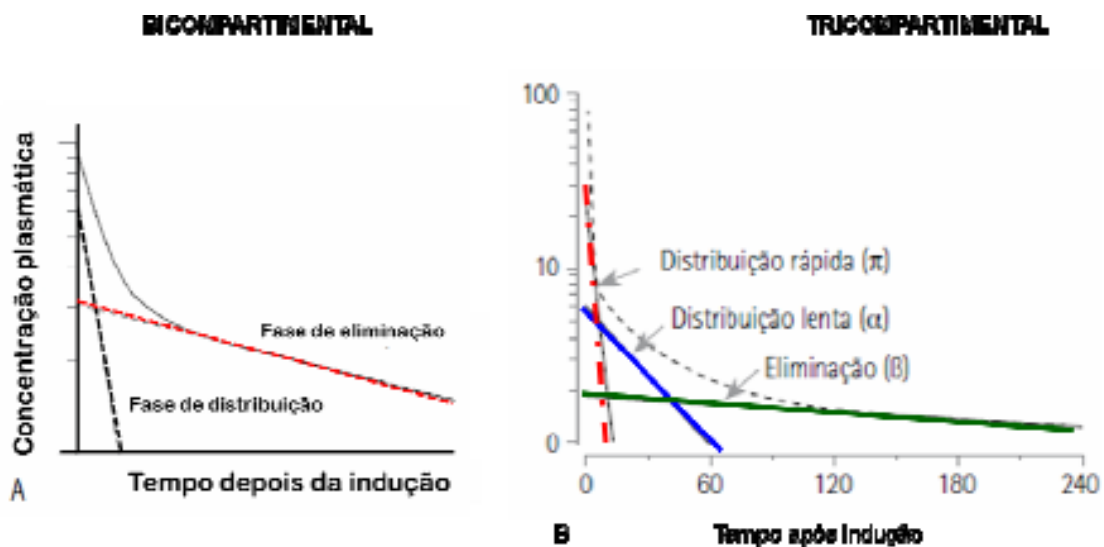 BICOMPARTIMENTAL
TRICOMPARTIMENTAL
Concentração plasmática
Fase de eliminação
Fase de distribuição
Tempo depois da indução
A
100
10
0
Distribuição rápida (π)
Distribuição lenta (α)
Eliminação (β)
0 60 120 180 240
B Tempo após indução